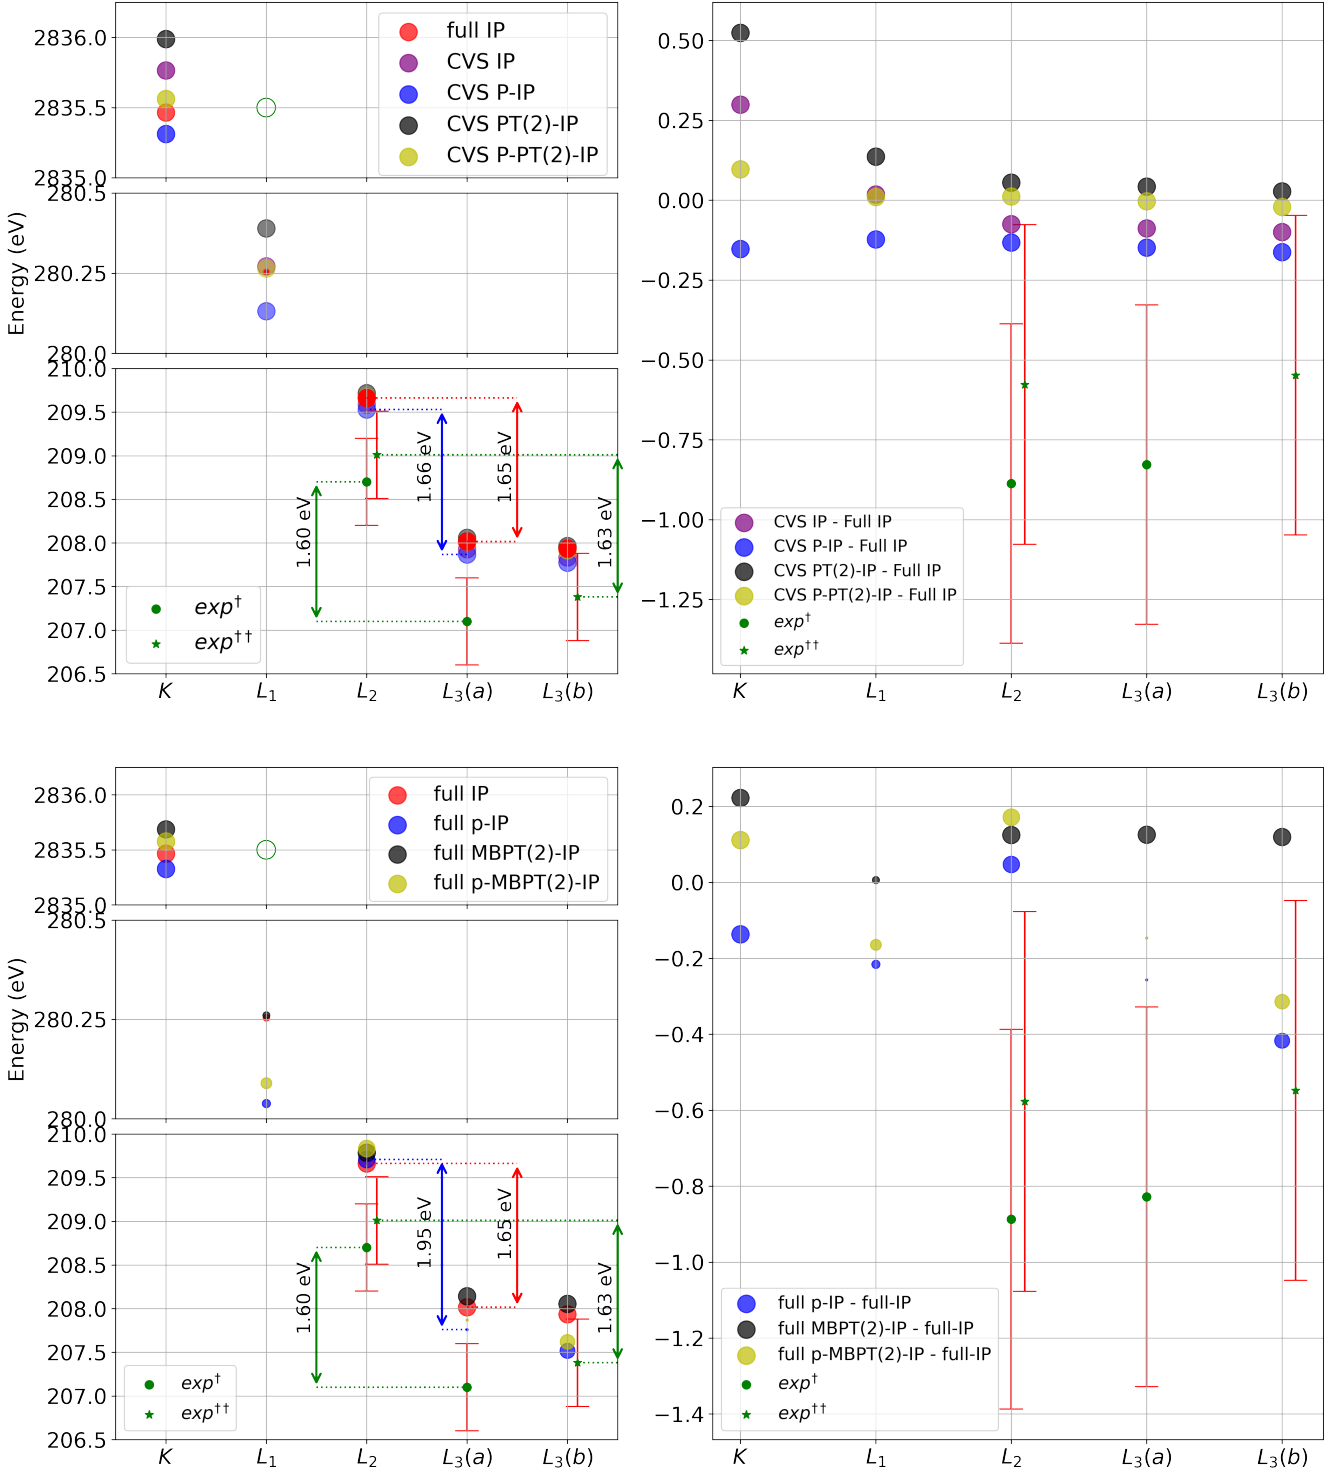 2836.0
2835.5
2835.0
full IP
CVS IP
CVS P-IP
CVS PT(2)-IP
CVS P-PT(2)-IP
280.5
280.25
280.0
Energy (eV)
210.0
209.5
209.0
208.5
208.0
207.5
207.0
206.5
1.60 eV
1.66 eV
1.65 eV
1.63 eV
exp†
exp††
K
L1
L2
L3(a)
L3(b)
0.50
0.25
0.00
−0.25
−0.50
−0.75
−1.00
−1.25
CVS IP - Full IP
CVS P-IP - Full IP
CVS PT(2)-IP - Full IP
CVS P-PT(2)-IP - Full IP
exp†
exp††
K
L1
L2
L3(a)
L3(b)
2836.0
2835.5
2835.0
full IP
full p-IP
full MBPT(2)-IP
full p-MBPT(2)-IP
280.5
280.25
280.0
Energy (eV)
210.0
209.5
209.0
208.5
208.0
207.5
207.0
206.5
1.60 eV
1.95 eV
1.65 eV
1.63 eV
exp†
exp††
K
L1
L2
L3(a)
L3(b)
0.2
0.0
−0.2
−0.4
−0.6
−0.8
−1.0
−1.2
−1.4
full p-IP - full-IP
full MBPT(2)-IP - full-IP
full p-MBPT(2)-IP - full-IP
exp†
exp††
K
L1
L2
L3(a)
L3(b)